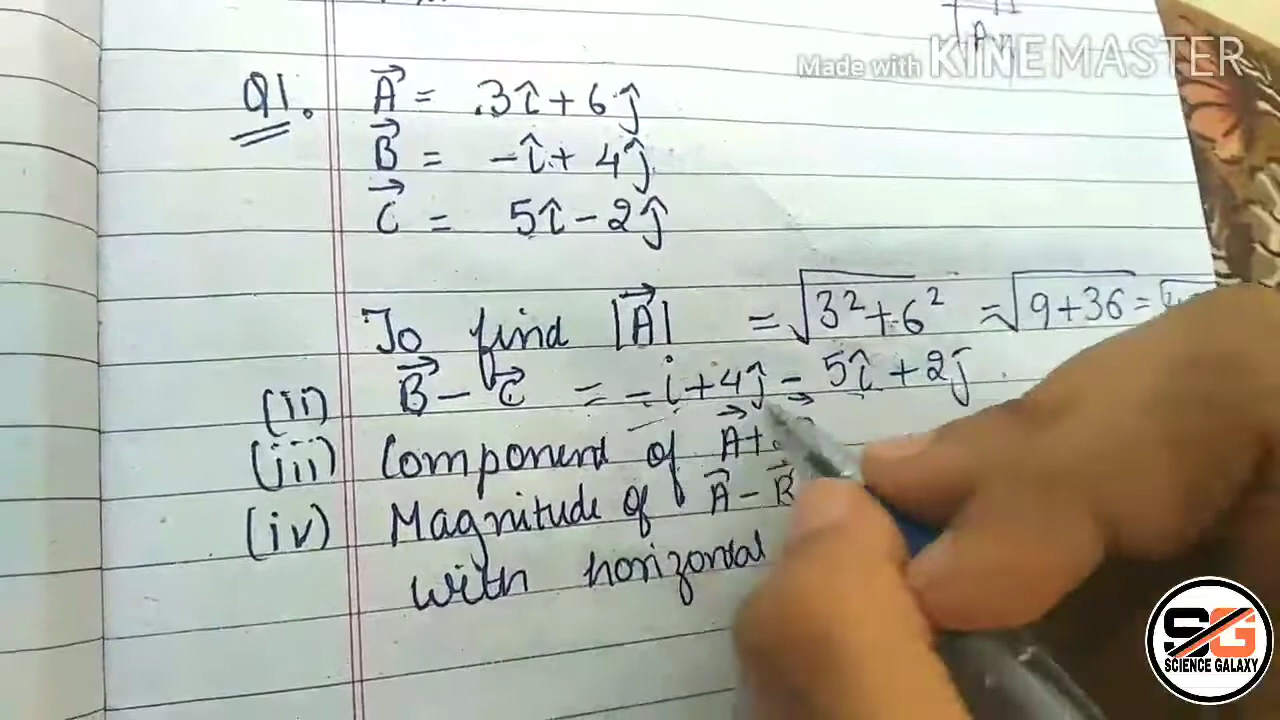 Made with KINEMASTER
Q1. A⃗ = 3î + 6ĵ
B⃗ = -î + 4ĵ
C⃗ = 5î - 2ĵ
To find |A⃗| = √3² + 6² = √9 + 36 =
(ii) B⃗ - C⃗ = - i + 4ĵ - 5î + 2ĵ
(iii) Component of A⃗ +
(iv) Magnitude of A⃗ - B⃗
with horizontal
SG
SCIENCE GALAXY